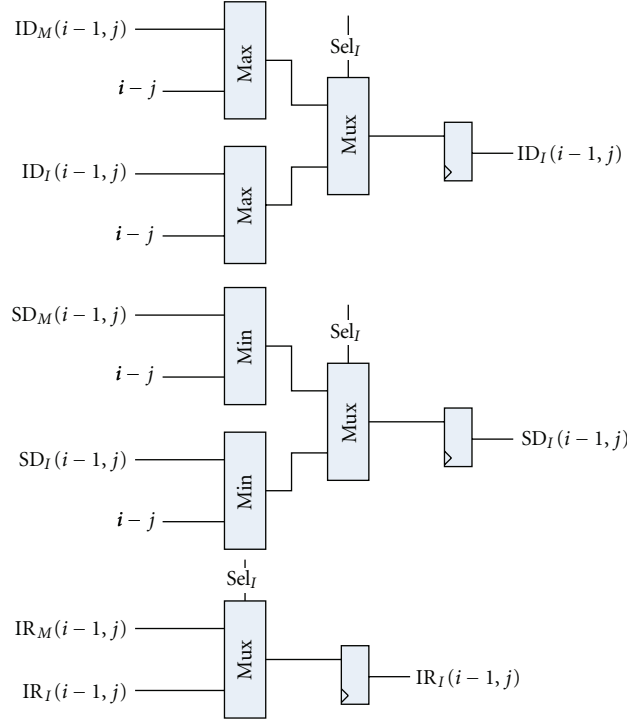 ID_M(i − 1, j)
i − j
Max
Sel_I
Mux
ID_I(i − 1, j)
ID_I(i − 1, j)
i − j
Max
SD_M(i − 1, j)
i − j
Min
Sel_I
Mux
SD_I(i − 1, j)
SD_I(i − 1, j)
i − j
Min
Sel_I
IR_M(i − 1, j)
Mux
IR_I(i − 1, j)
IR_I(i − 1, j)